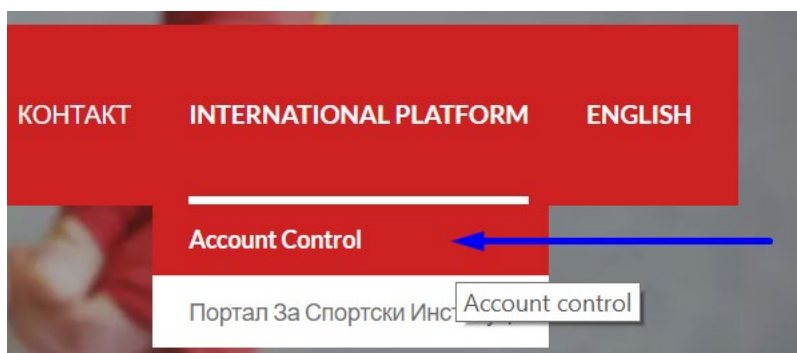 КОНТАКТ INTERNATIONAL PLATFORM ENGLISH
Account Control
Портал За Спортски
Account control